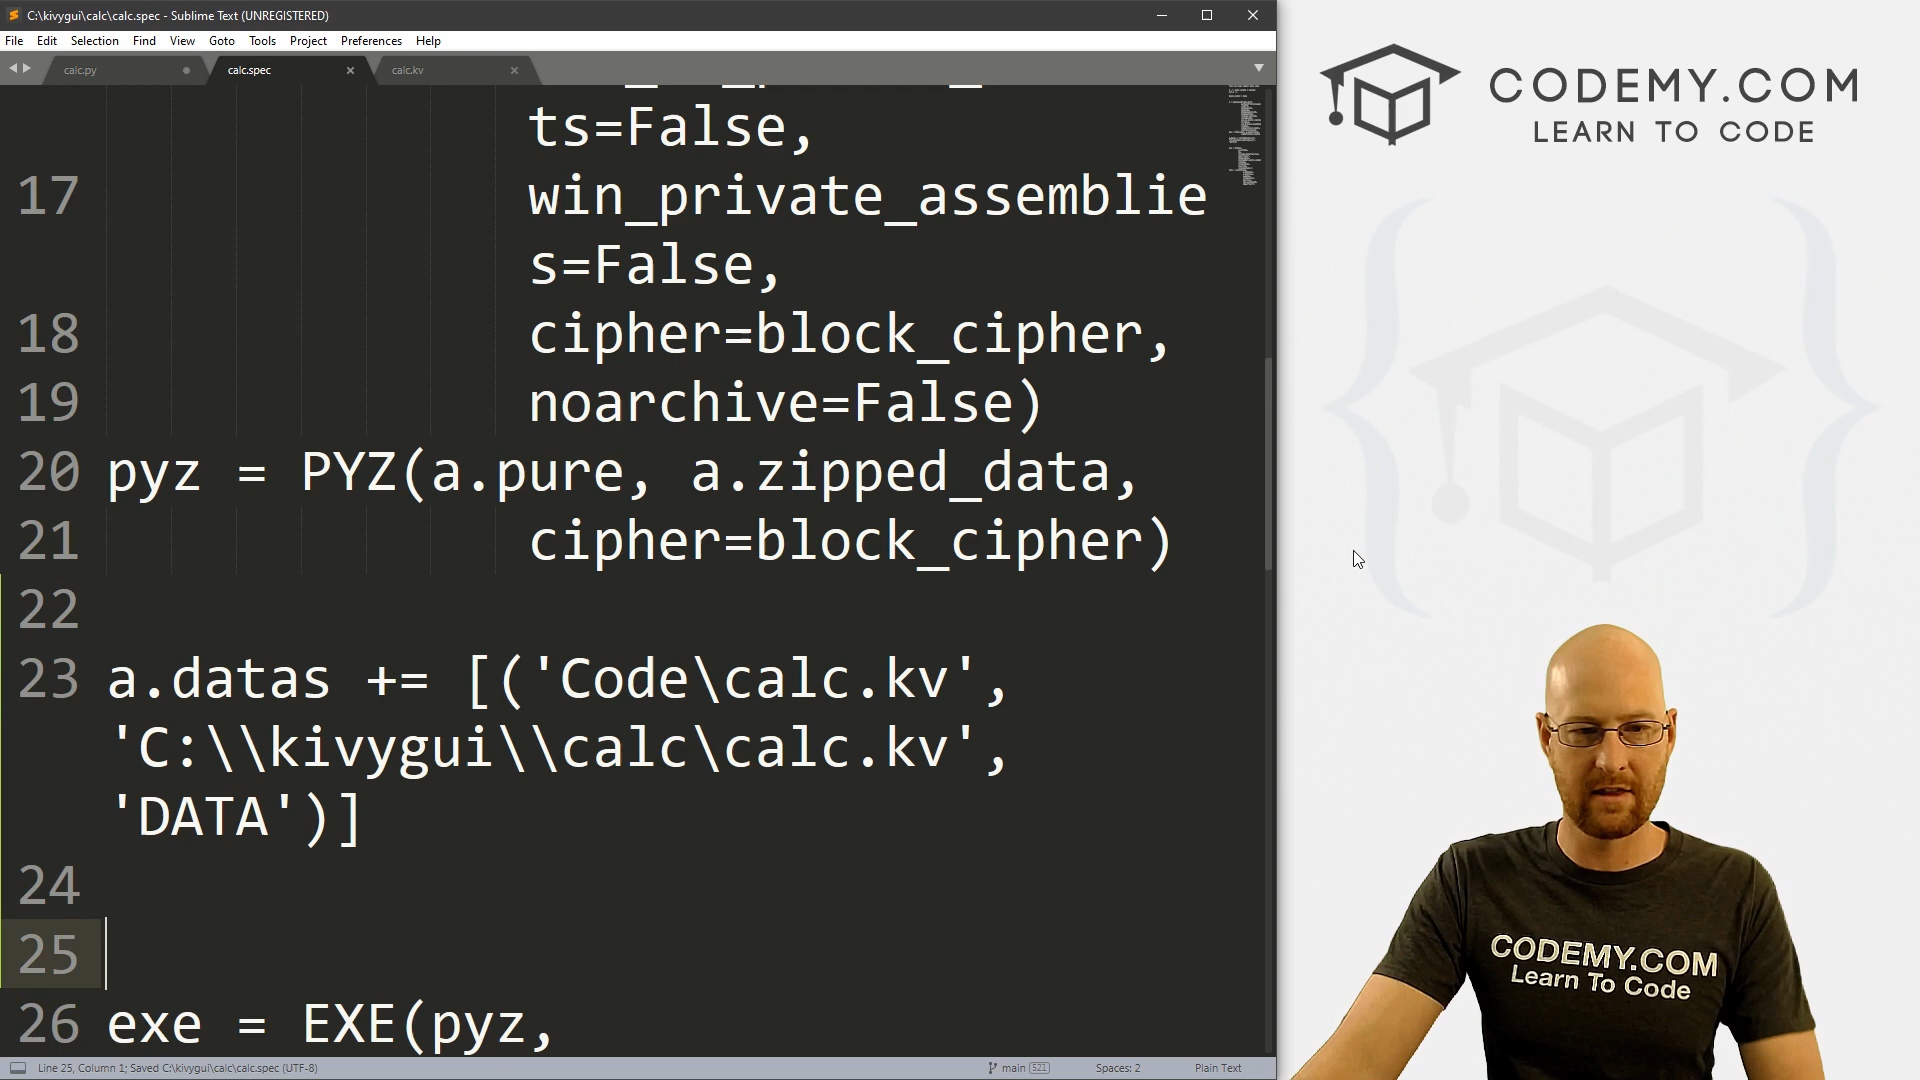 C:\kivygui\calc\calc.spec - Sublime Text (UNREGISTERED)
File Edit Selection Find View Goto Tools Project Preferences Help
calc.py calc.spec calc.kv
ts=False,
17 win_private_assemblie
s=False,
18 cipher=block_cipher,
19 noarchive=False)
20 pyz = PYZ(a.pure, a.zipped_data,
21 cipher=block_cipher)
22
23 a.datas += [('Code\calc.kv',
'C:\\kivygui\\calc\calc.kv',
'DATA')]
24
25
26 exe = EXE(pyz,
Line 25, Column 1; Saved C:\kivygui\calc\calc.spec (UTF-8) main 521 Spaces: 2 Plain Text
CODEMY.COM
LEARN TO CODE
CODEMY.COM
Learn To Code